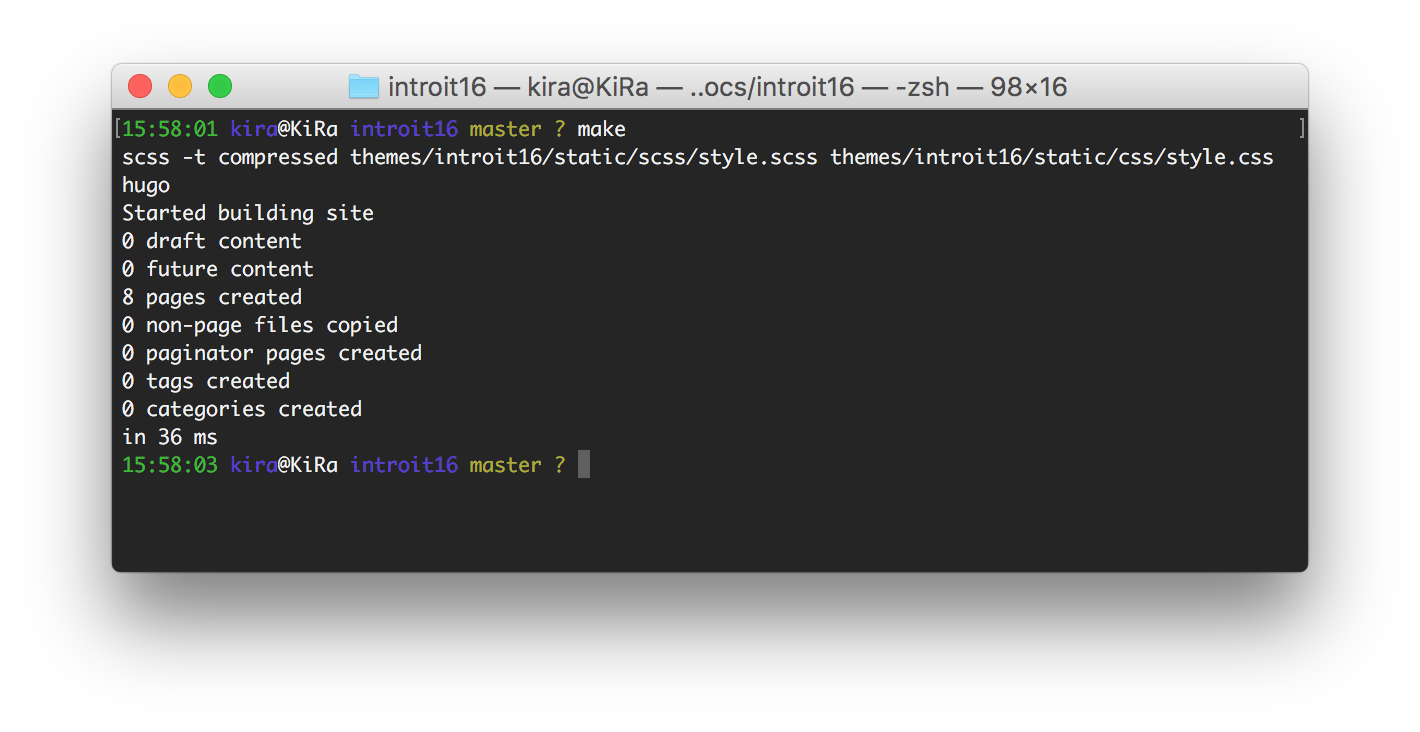 introit16 — kira@KiRa — ..ocs/introit16 — -zsh — 98×16
[15:58:01 kira@KiRa introit16 master ? make ]
scss -t compressed themes/introit16/static/scss/style.scss themes/introit16/static/css/style.css
hugo
Started building site
0 draft content
0 future content
8 pages created
0 non-page files copied
0 paginator pages created
0 tags created
0 categories created
in 36 ms
15:58:03 kira@KiRa introit16 master ?